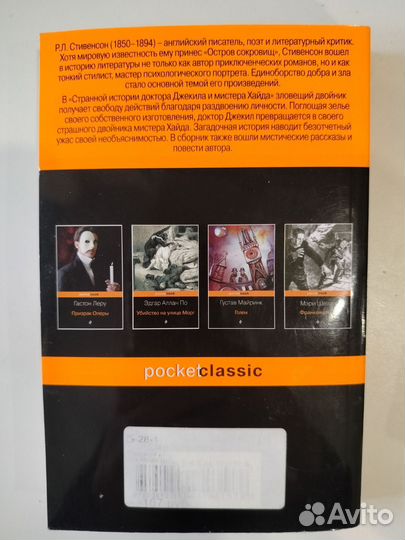 Р.Л. Стивенсон (1850–1894) – английский писатель, поэт и литературный критик.
Хотя мировую известность ему принес «Остров сокровищ», Стивенсон вошел
в историю литературы не только как автор приключенческих романов, но и как
тонкий стилист, мастер психологического портрета. Единоборство добра и зла
стало основной темой его произведений.
В «Странной истории доктора Джекила и мистера Хайда» зловещий двойник
получает свободу действий благодаря раздвоению личности. Поглощая зелье
своего собственного изготовления, доктор Джекил превращается в своего
страшного двойника мистера Хайда. Загадочная история наводит безотчетный
ужас своей необъяснимостью. В сборник также вошли мистические рассказы и
повести автора.
Гастон Леру
Призрак Оперы
Эдгар Аллан По
Убийство на улице Морг
Густав Майринк
Голем
Мэри
pocketclassic
Avito